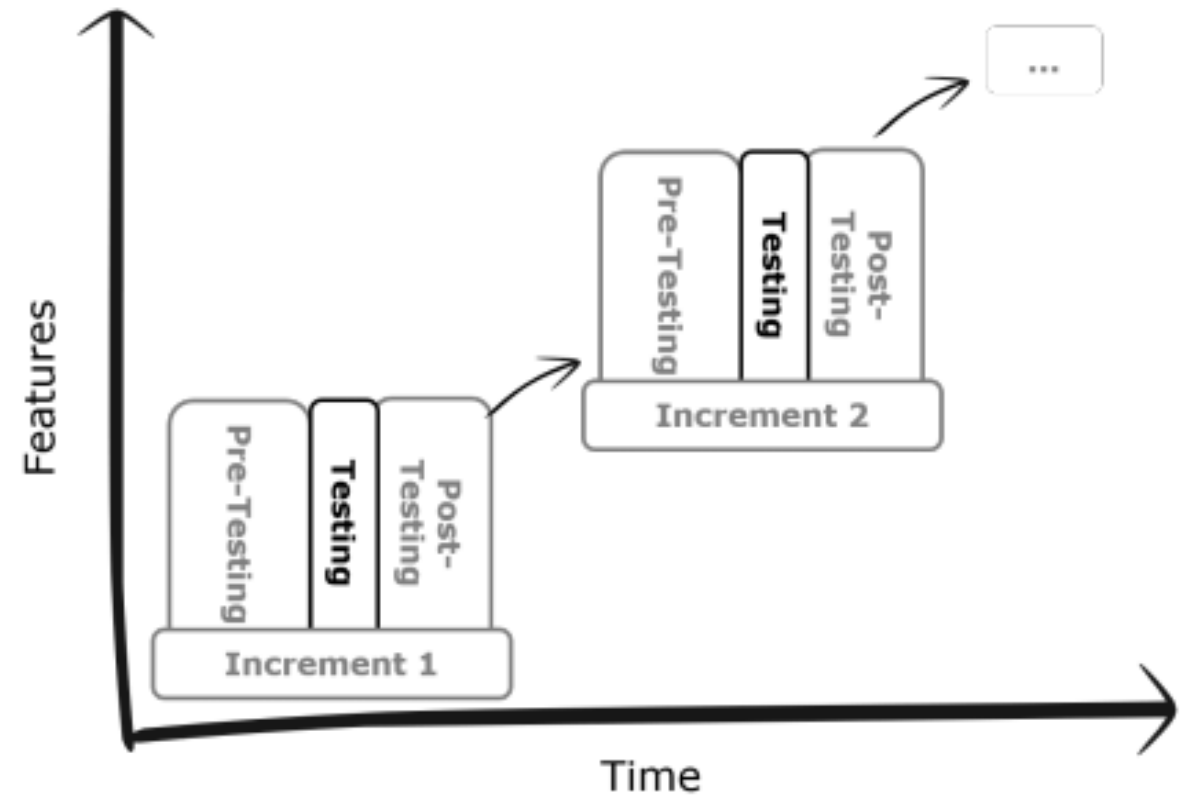 ...
Pre-Testing
Testing
Post-
Testing
Increment 2
Features
Pre-Testing
Testing
Post-
Testing
Increment 1
Time